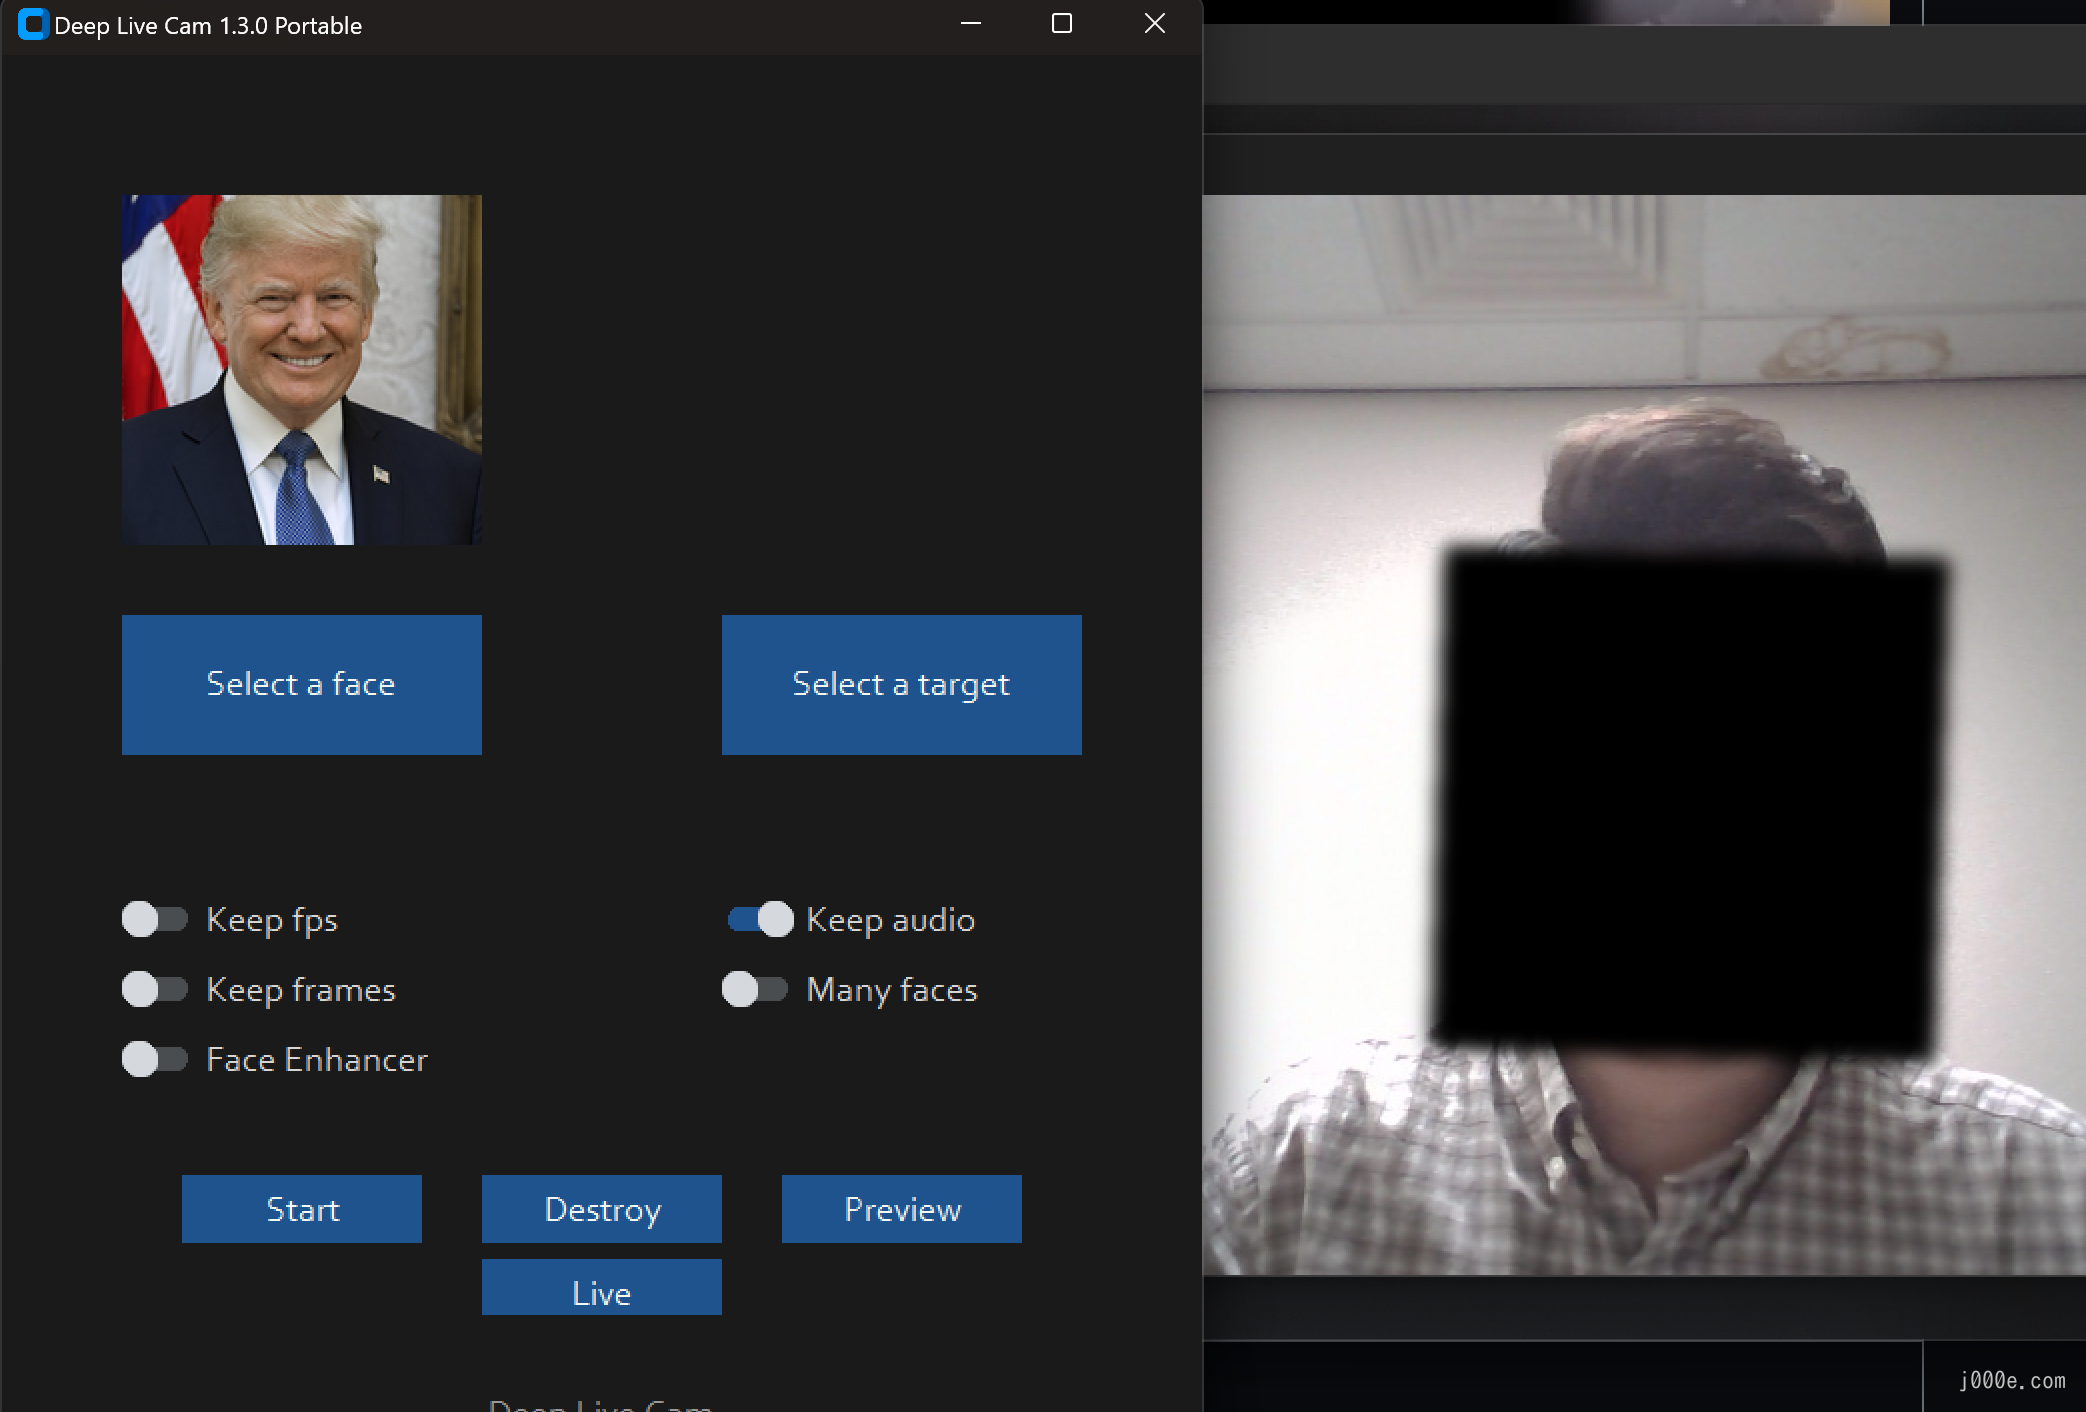 Deep Live Cam 1.3.0 Portable
Select a face
Select a target
Keep fps
Keep audio
Keep frames
Many faces
Face Enhancer
Start
Destroy
Preview
Live
Deep Live Cam
j000e.com